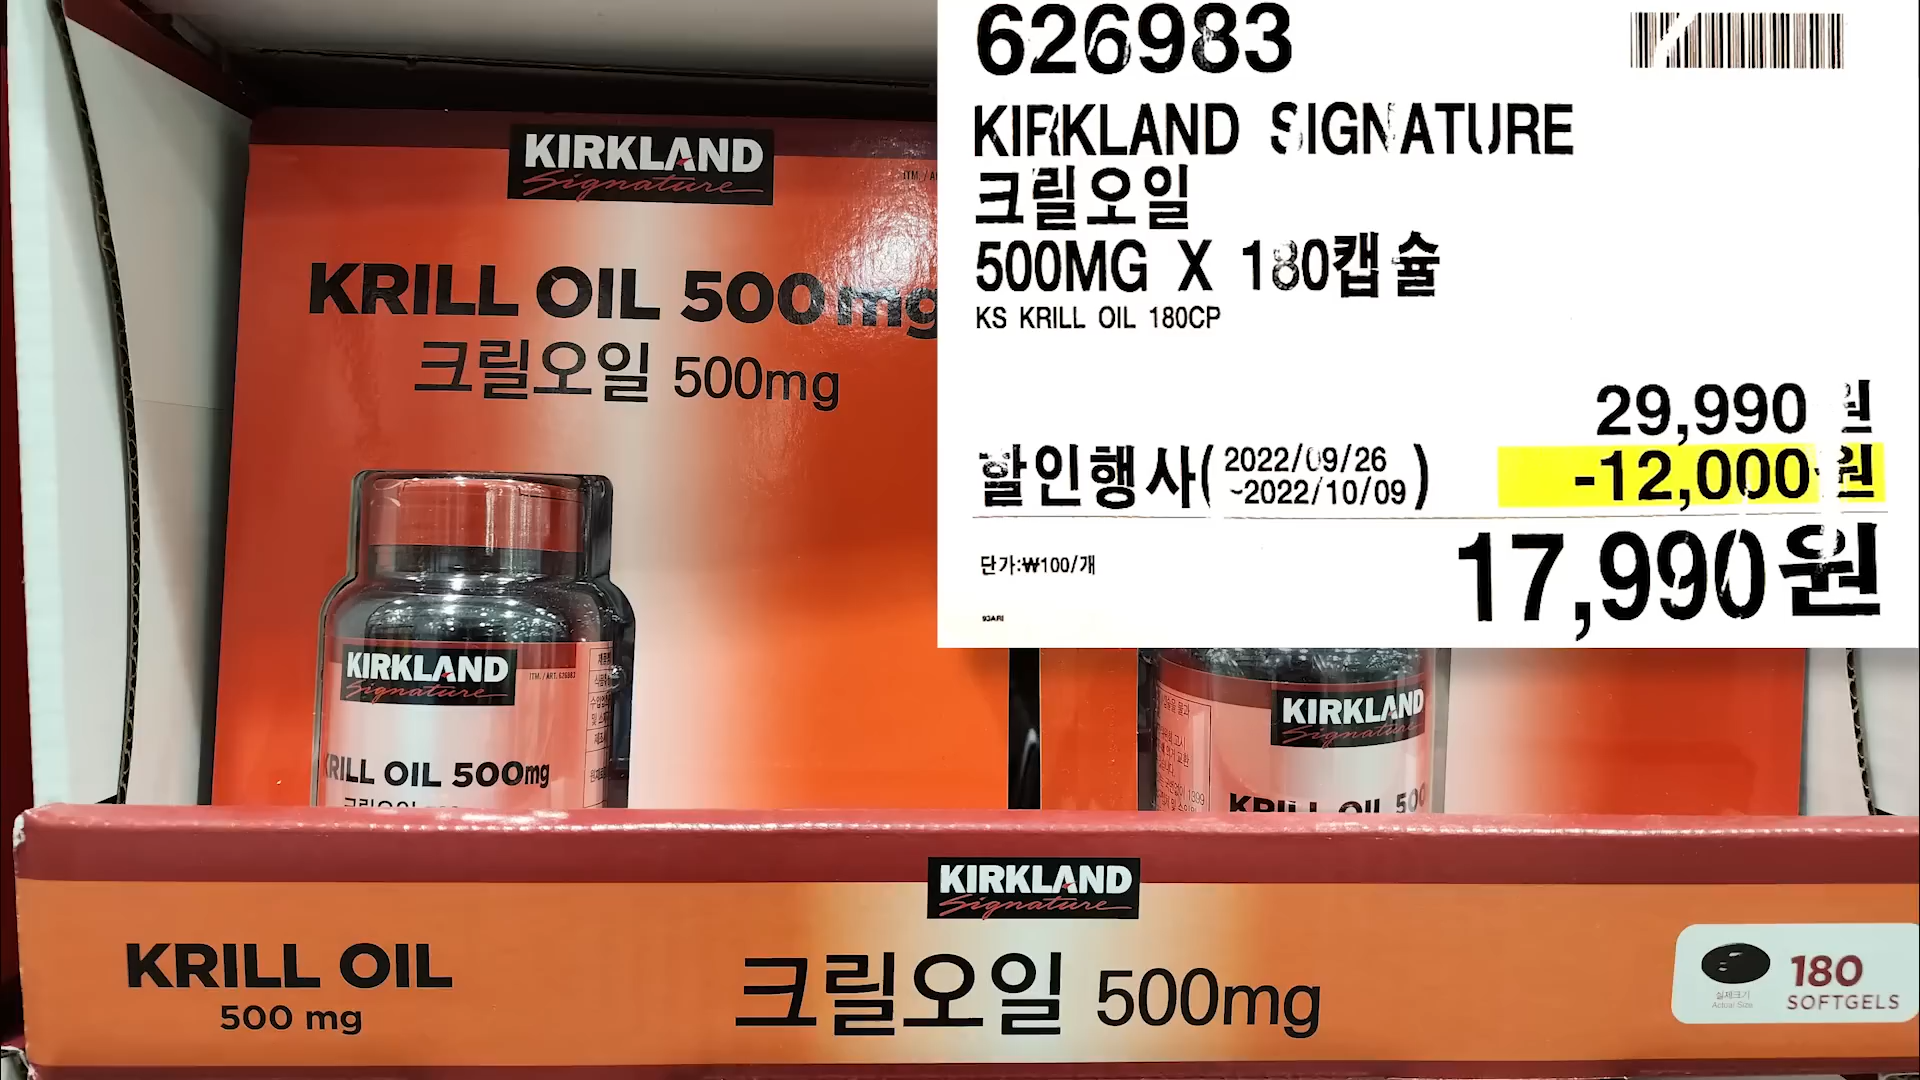 626983
KIRKLAND SIGNATURE
크릴오일
500MG X 180캡슐
KS KRILL OIL 180CP
29,990 원
할인행사( 2022/09/26 ~2022/10/09 ) -12,000원
17,990원
단가:₩100/개
93ARI
KIRKLAND
Signature
KRILL OIL 500mg
크릴오일 500mg
KIRKLAND
Signature
ITM. / ART. 626983
KRILL OIL 500mg
KIRKLAND
Signature
KRILL OIL 500
KIRKLAND
Signature
KRILL OIL
500 mg
크릴오일 500mg
실제크기
Actual Size
180
SOFTGELS